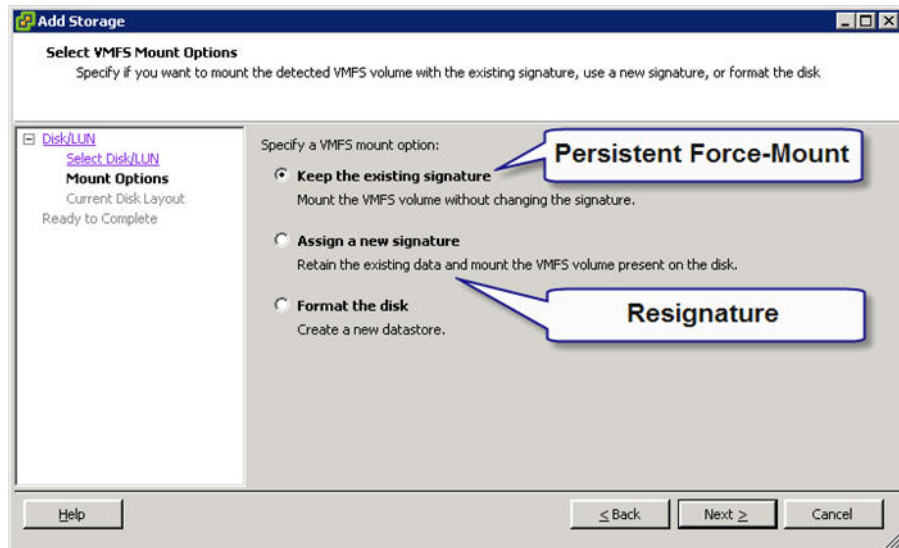 Add Storage
Select VMFS Mount Options
Specify if you want to mount the detected VMFS volume with the existing signature, use a new signature, or format the disk
Disk/LUN
Select Disk/LUN
Mount Options
Current Disk Layout
Ready to Complete
Specify a VMFS mount option:
Persistent Force-Mount
Keep the existing signature
Mount the VMFS volume without changing the signature.
Assign a new signature
Retain the existing data and mount the VMFS volume present on the disk.
Resignature
Format the disk
Create a new datastore.
Help
≤ Back
Next ≥
Cancel